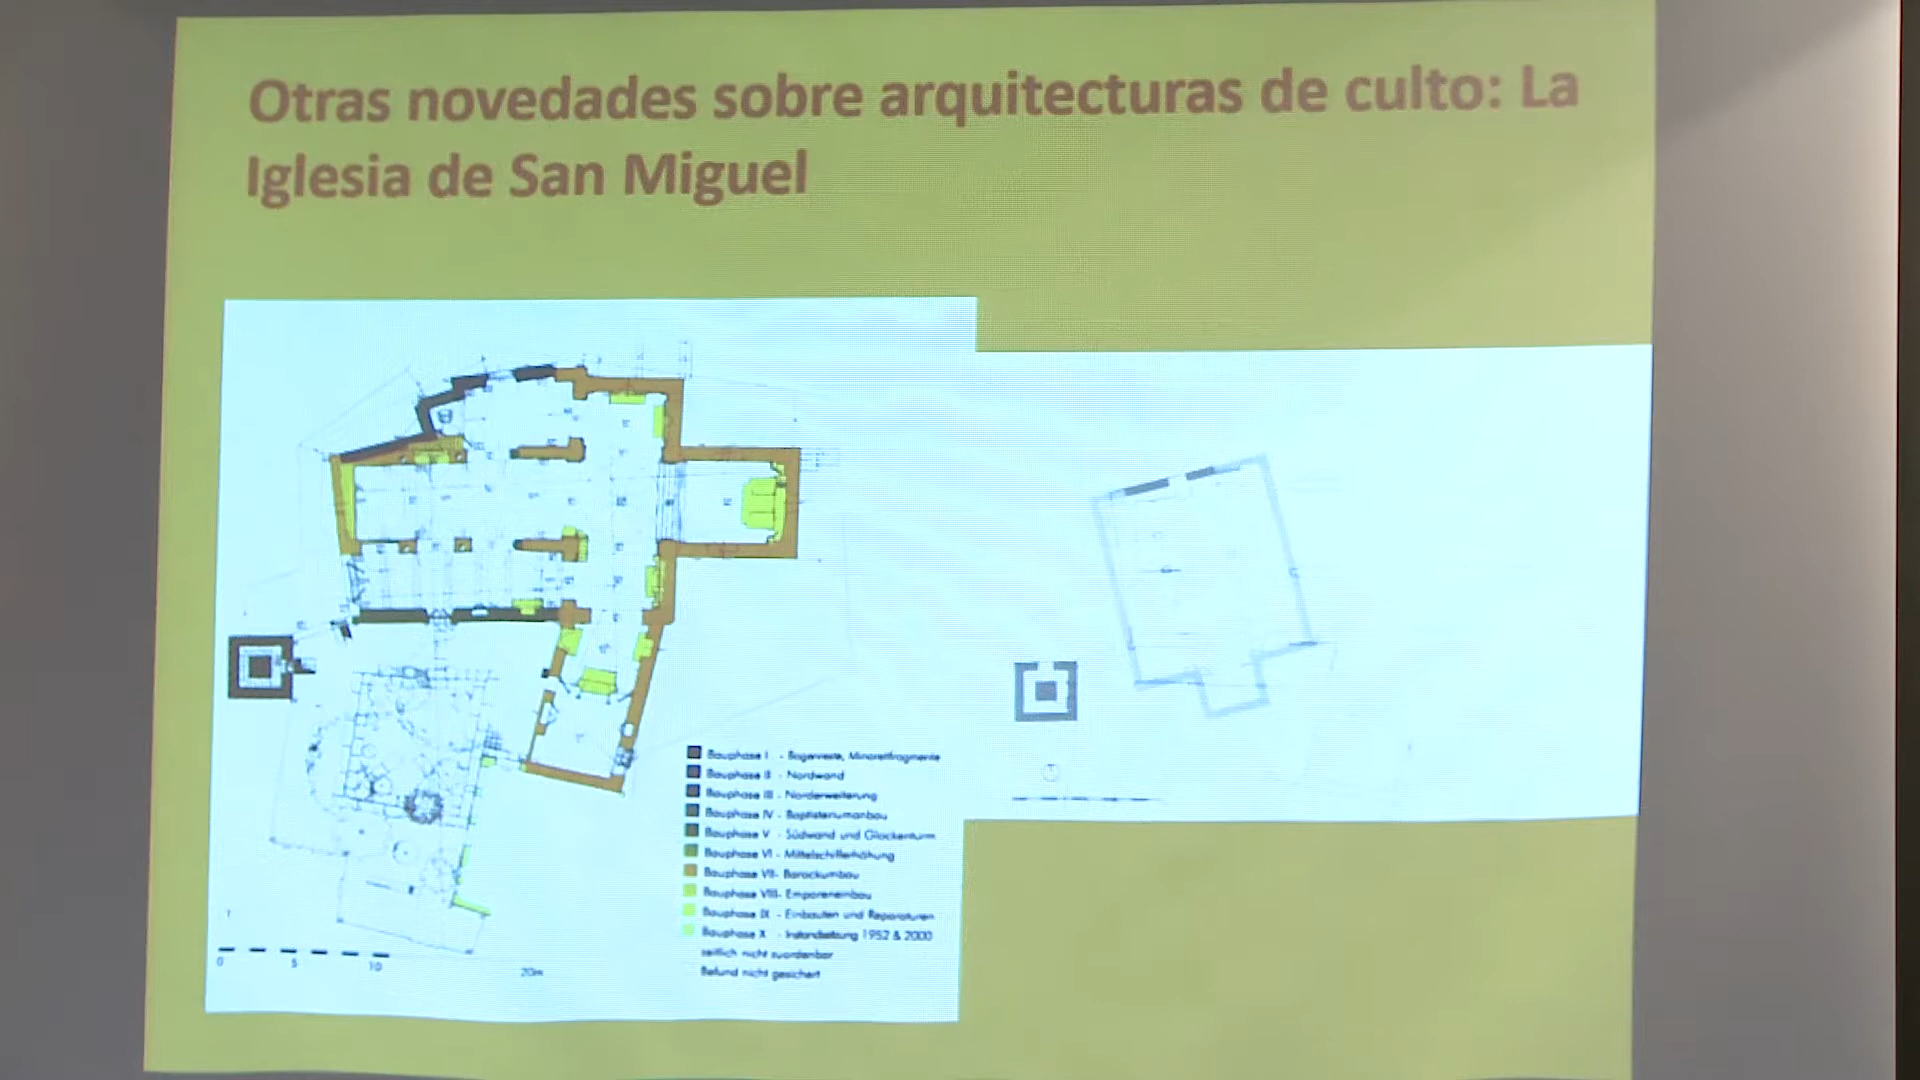 Otras novedades sobre arquitecturas de culto: La
Iglesia de San Miguel
Bauphase I - Bogenreste, Minarettfragmente
Bauphase II - Nordwand
Bauphase III - Norderweiterung
Bauphase IV - Baptisteriumanbau
Bauphase V - Südwand und Glockenturm
Bauphase VI - Mittelschifferhöhung
Bauphase VII- Barockumbau
Bauphase VIII- Emporeneinbau
Bauphase IX - Einbauten und Reparaturen
Bauphase X - Instandsetzung 1952 & 2000
zeitlich nicht zuordenbar
Befund nicht gesichert
0 5 10 20m